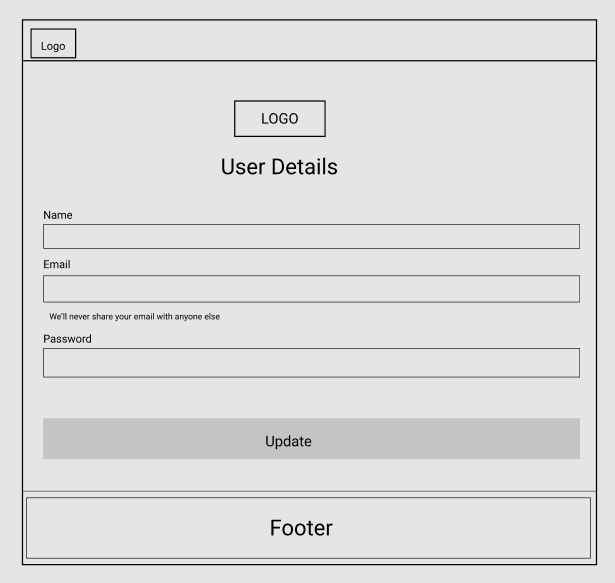 Logo
LOGO
User Details
Name
Email
We'll never share your email with anyone else
Password
Update
Footer